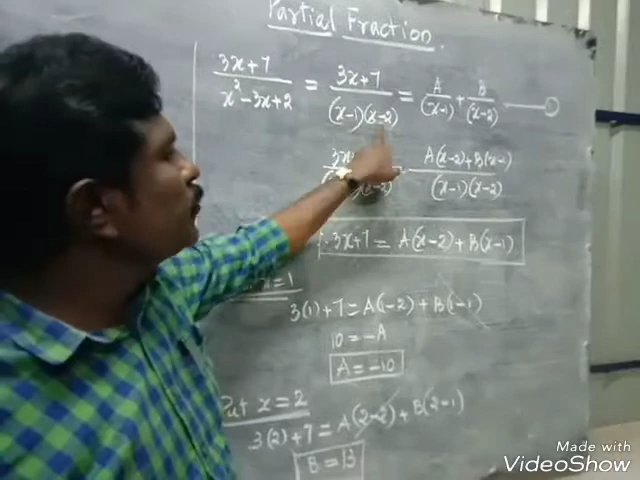 Partial Fraction
(3x+7)/(x²-3x+2) = (3x+7)/((x-1)(x-2)) = A/(x-1) + B/(x-2) —①
= (A(x-2)+B(x-1))/((x-1)(x-2))
3x+7 = A(x-2)+B(x-1)
x=1
3(1)+7 = A(1-2)+B(1-1)
10 = -A
A = -10
Put x=2
3(2)+7 = A(2-2)+B(2-1)
B = 13
Made with
VideoShow